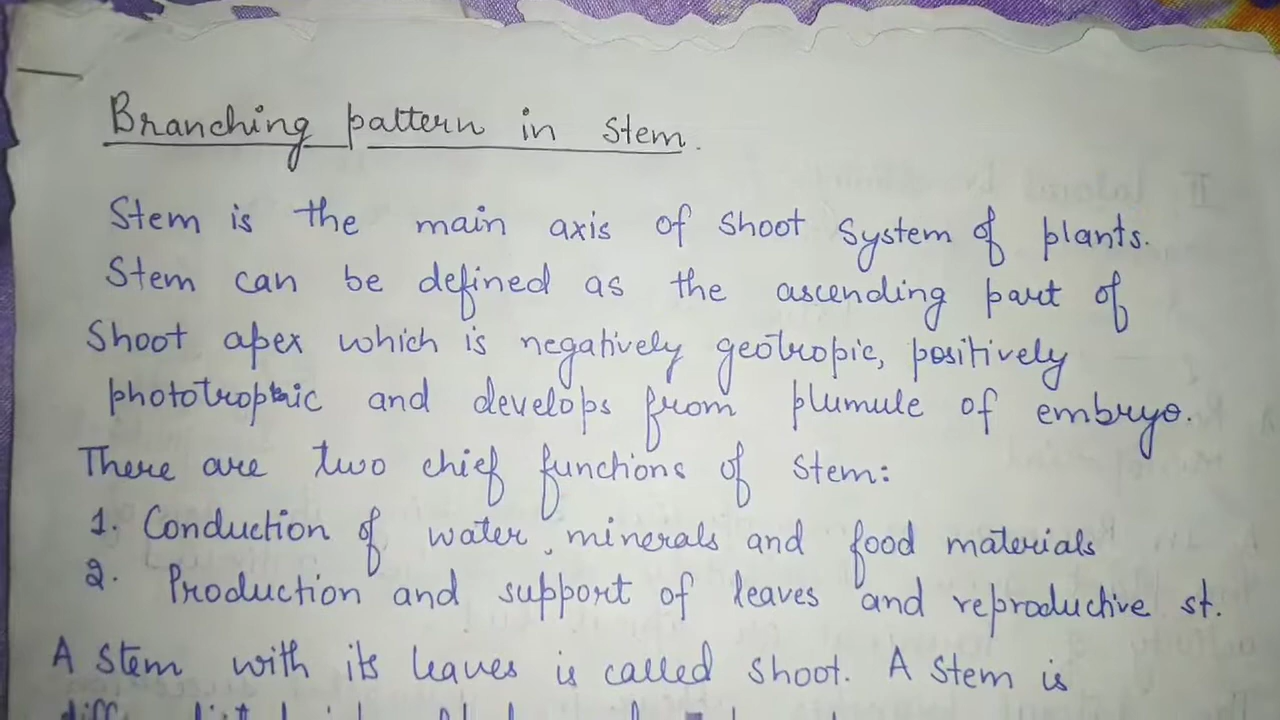 Branching pattern in stem.
Stem is the main axis of shoot system of plants.
Stem can be defined as the ascending part of
shoot apex which is negatively geotropic, positively
phototrophic and develops from plumule of embryo.
There are two chief functions of stem:
1. Conduction of water, minerals and food materials
2. Production and support of leaves and reproductive st.
A stem with its leaves is called shoot. A stem is